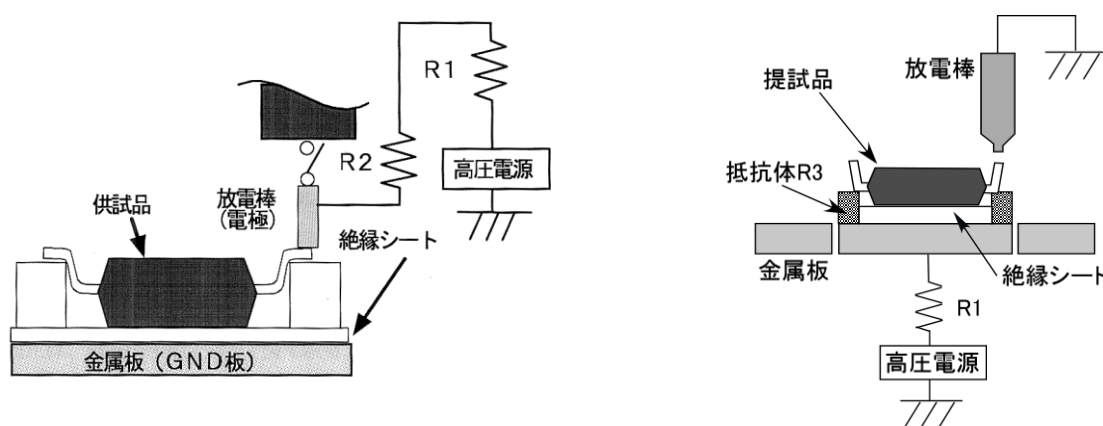 R1
R2
高圧電源
放電棒
(電極)
供試品
絶縁シート
金属板(GND板)
放電棒
提試品
抵抗体R3
金属板
絶縁シート
R1
高圧電源